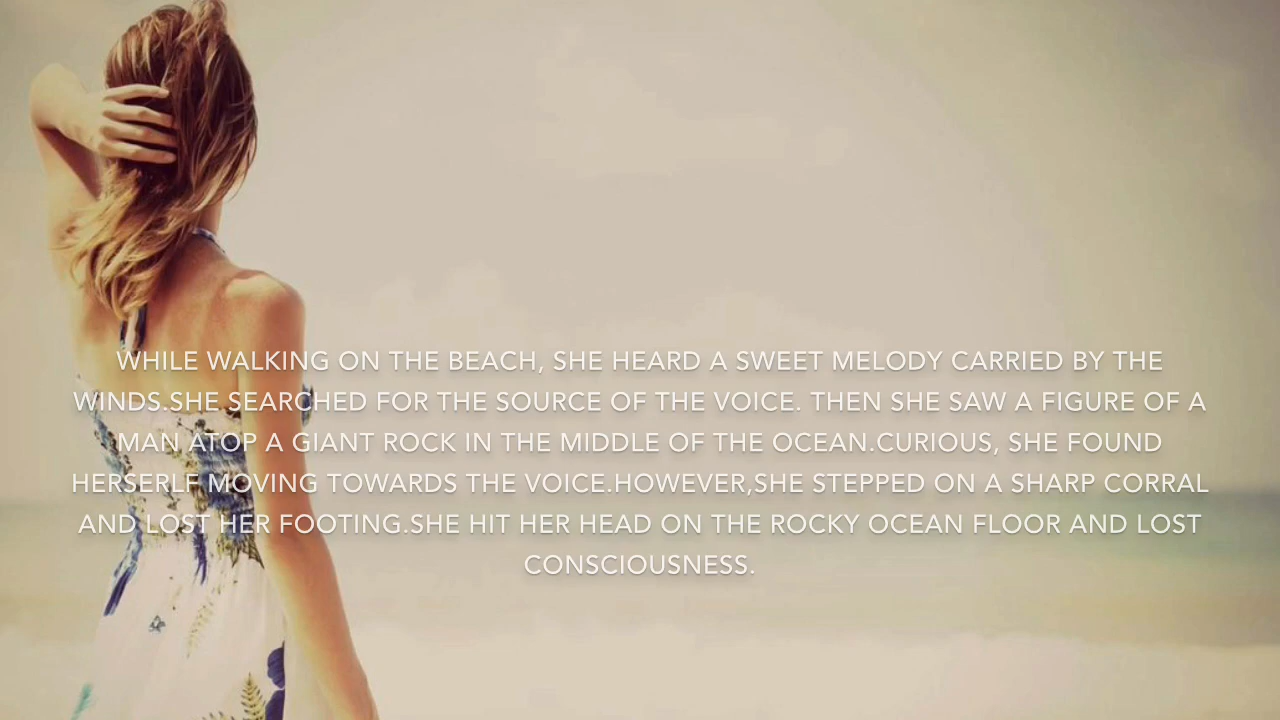 WHILE WALKING ON THE BEACH, SHE HEARD A SWEET MELODY CARRIED BY THE
WINDS.SHE SEARCHED FOR THE SOURCE OF THE VOICE. THEN SHE SAW A FIGURE OF A
MAN ATOP A GIANT ROCK IN THE MIDDLE OF THE OCEAN.CURIOUS, SHE FOUND
HERSERLF MOVING TOWARDS THE VOICE.HOWEVER,SHE STEPPED ON A SHARP CORRAL
AND LOST HER FOOTING.SHE HIT HER HEAD ON THE ROCKY OCEAN FLOOR AND LOST
CONSCIOUSNESS.